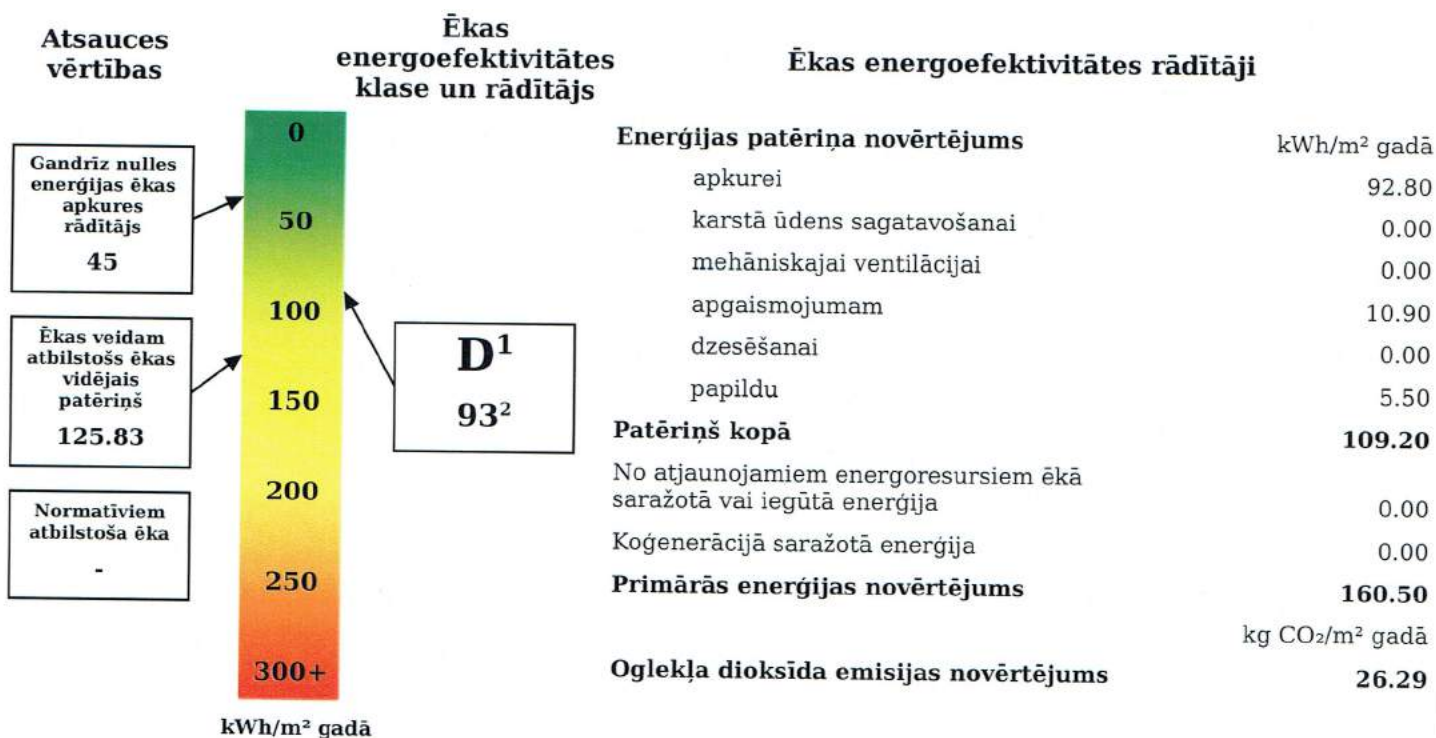 Atsauces
vērtības
Ēkas
energoefektivitātes
klase un rādītājs
Ēkas energoefektivitātes rādītāji
Gandrīz nulles
enerģijas ēkas
apkures
rādītājs
45
Ēkas veidam
atbilstošs ēkas
vidējais
patēriņš
125.83
Normatīviem
atbilstoša ēka
-
0
50
100
150
200
250
300+
kWh/m² gadā
D¹
93²
Enerģijas patēriņa novērtējums kWh/m² gadā
apkurei 92.80
karstā ūdens sagatavošanai 0.00
mehāniskajai ventilācijai 0.00
apgaismojumam 10.90
dzesēšanai 0.00
papildu 5.50
Patēriņš kopā 109.20
No atjaunojamiem energoresursiem ēkā
saražotā vai iegūtā enerģija 0.00
Koģenerācijā saražotā enerģija 0.00
Primārās enerģijas novērtējums 160.50
kg CO₂/m² gadā
Oglekļa dioksīda emisijas novērtējums 26.29